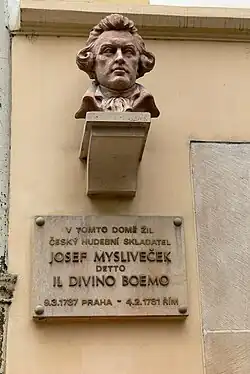 V TOMTO DOMĚ ŽIL
ČESKÝ HUDEBNÍ SKLADATEL
JOSEF MYSLIVEČEK
DETTO
IL DIVINO BOEMO
9.3.1737 PRAHA - 4.2.1781 ŘÍM